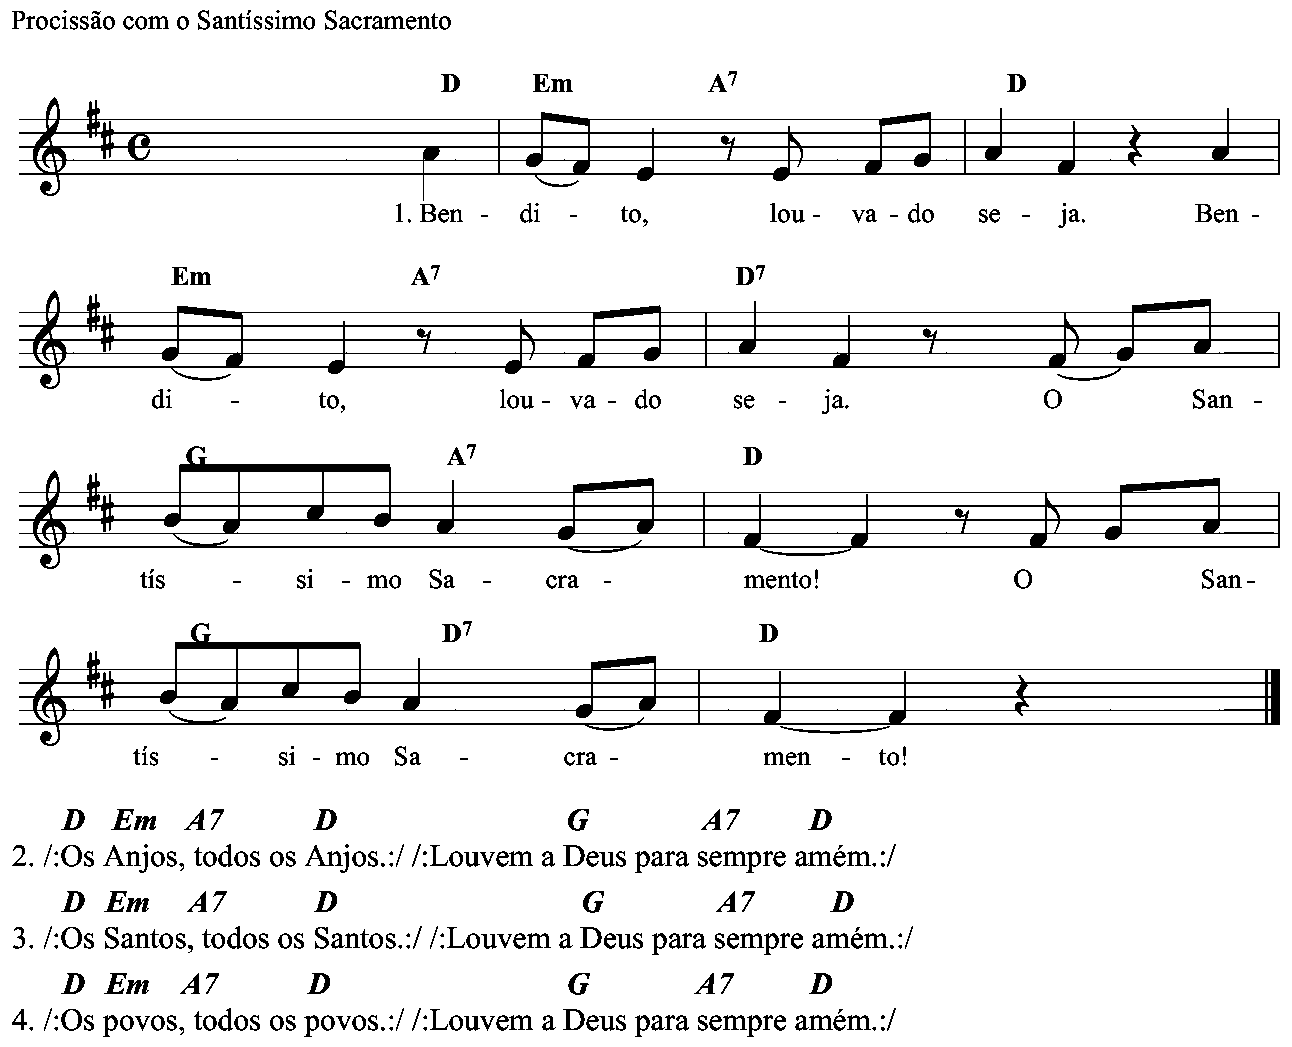 Procissão com o Santíssimo Sacramento
D Em A7 D
1. Ben - di - to, lou - va - do se - ja. Ben -
Em A7 D7
di - to, lou - va - do se - ja. O San -
G A7 D
tís - si - mo Sa - cra - mento! O San -
G D7 D
tís - si - mo Sa - cra - men - to!
D Em A7 D G A7 D
2. /:Os Anjos, todos os Anjos.:/ /:Louvem a Deus para sempre amém.:/
D Em A7 D G A7 D
3. /:Os Santos, todos os Santos.:/ /:Louvem a Deus para sempre amém.:/
D Em A7 D G A7 D
4. /:Os povos, todos os povos.:/ /:Louvem a Deus para sempre amém.:/